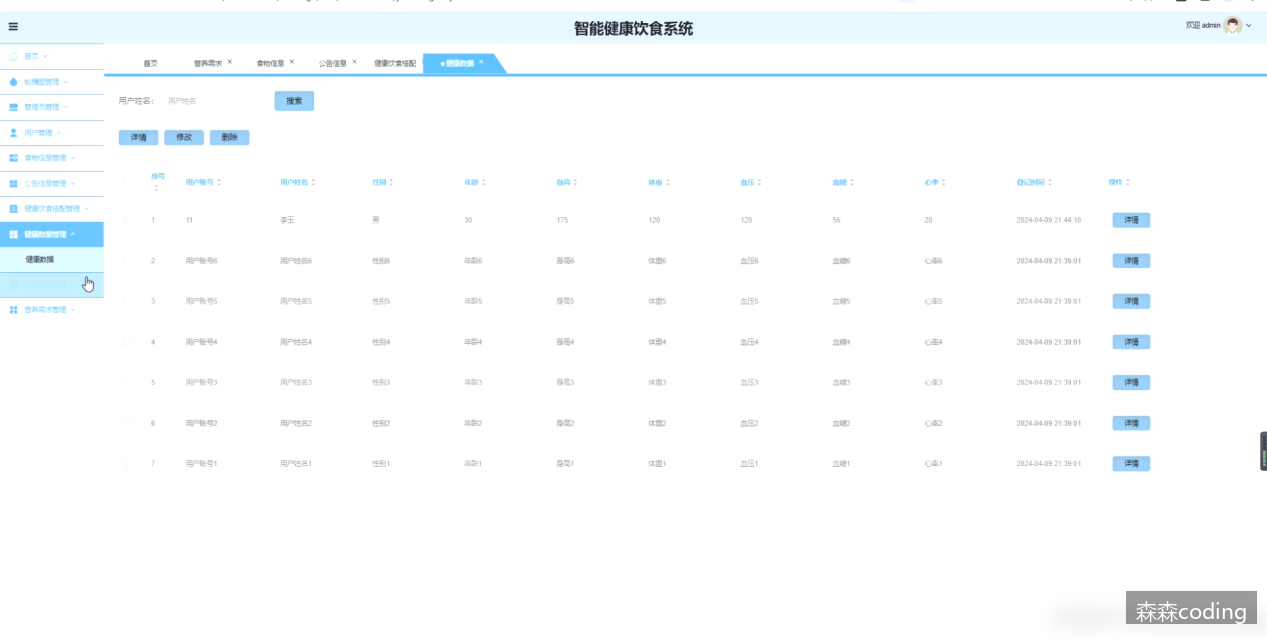 智能健康饮食系统
欢迎 admin
首页
轮播图管理
管理员管理
用户管理
食物信息管理
公告信息管理
健康饮食搭配管理
健康数据管理
健康数据
营养需求管理
首页 营养需求 × 食物信息 × 公告信息 × 健康饮食搭配 健康数据 ×
用户姓名： 用户姓名 搜索
详情 修改 删除
序号 用户账号 用户姓名 性别 年龄 身高 体重 血压 血糖 心率 登记时间 操作
1 11 李玉 男 30 175 120 120 56 20 2024-04-09 21:44:18 详情
2 用户账号6 用户姓名6 性别6 年龄6 身高6 体重6 血压6 血糖6 心率6 2024-04-09 21:39:01 详情
3 用户账号5 用户姓名5 性别5 年龄5 身高5 体重5 血压5 血糖5 心率5 2024-04-09 21:39:01 详情
4 用户账号4 用户姓名4 性别4 年龄4 身高4 体重4 血压4 血糖4 心率4 2024-04-09 21:39:01 详情
5 用户账号3 用户姓名3 性别3 年龄3 身高3 体重3 血压3 血糖3 心率3 2024-04-09 21:39:01 详情
6 用户账号2 用户姓名2 性别2 年龄2 身高2 体重2 血压2 血糖2 心率2 2024-04-09 21:39:01 详情
7 用户账号1 用户姓名1 性别1 年龄1 身高1 体重1 血压1 血糖1 心率1 2024-04-09 21:39:01 详情
森森coding